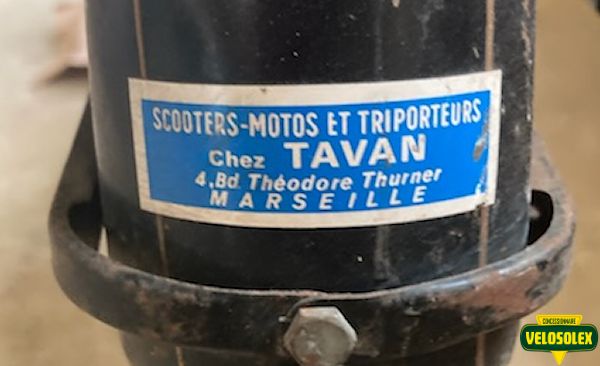 SCOOTERS-MOTOS ET TRIPORTEURS
Chez TAVAN
4, Bd. Théodore Thurner
MARSEILLE
CONCESSIONNAIRE
VELOSOLEX